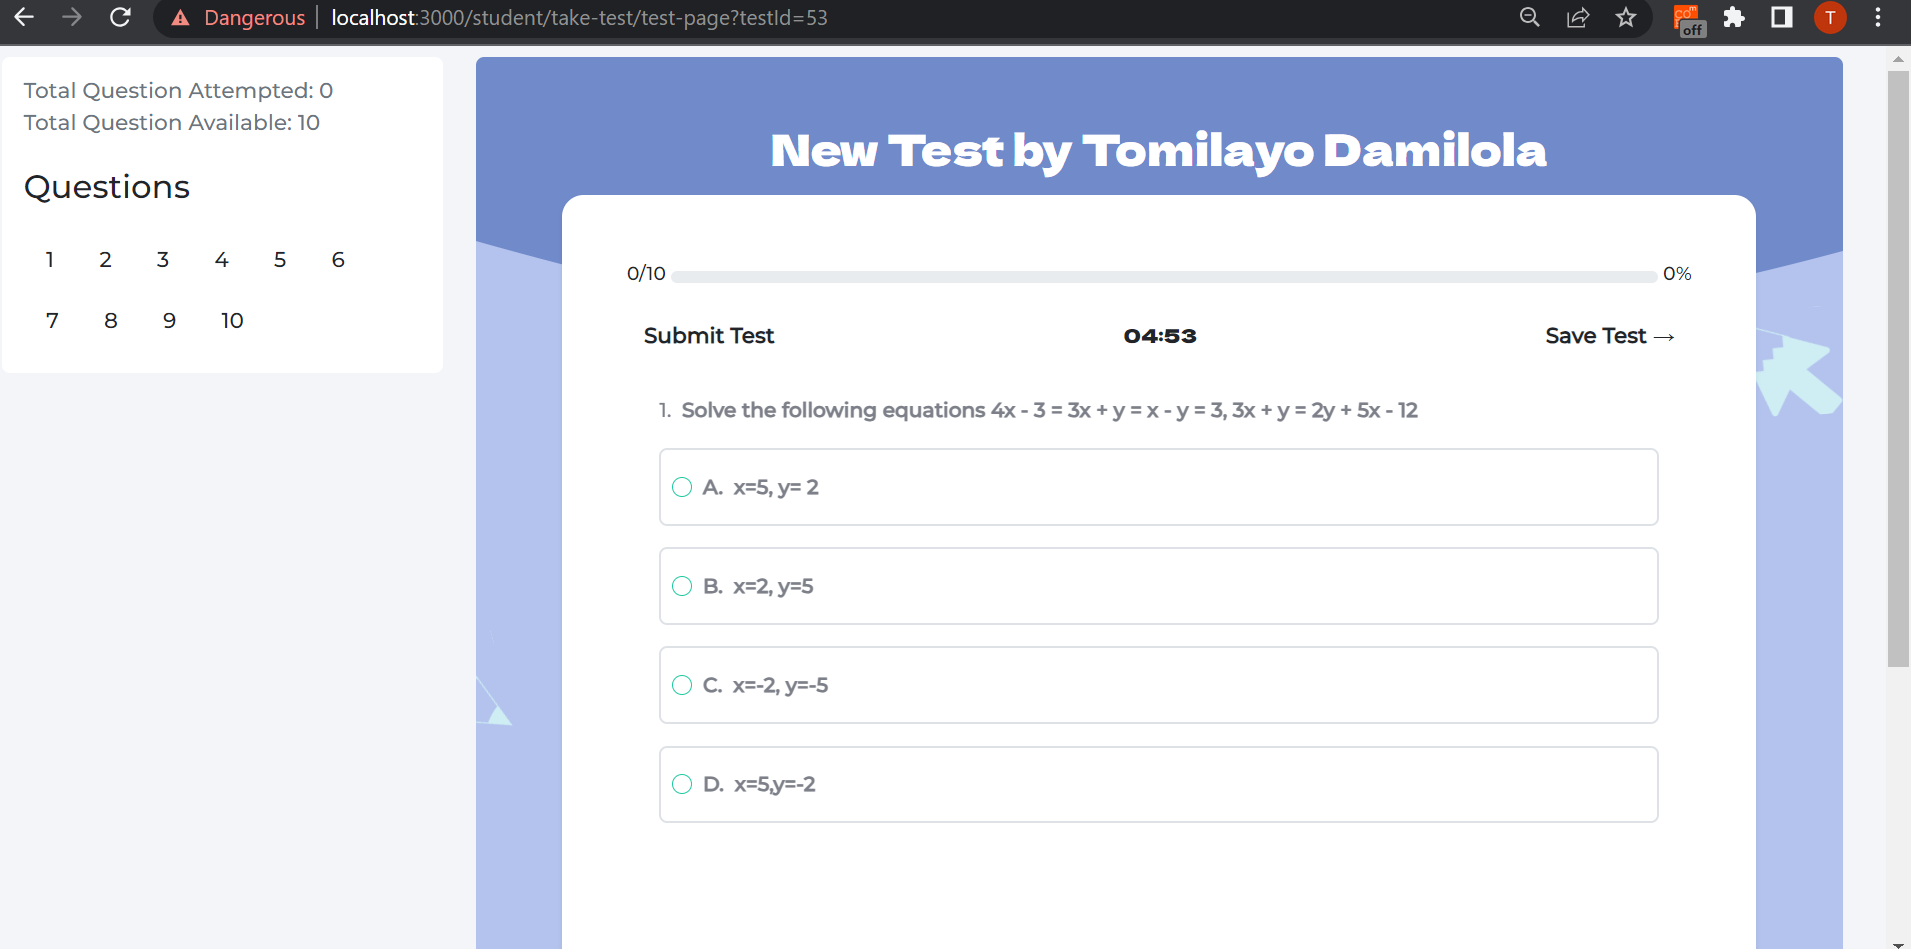 Dangerous localhost:3000/student/take-test/test-page?testId=53
off
T
Total Question Attempted: 0
Total Question Available: 10
Questions
1 2 3 4 5 6
7 8 9 10
New Test by Tomilayo Damilola
0/10 0%
Submit Test 04:53 Save Test →
1. Solve the following equations 4x - 3 = 3x + y = x - y = 3, 3x + y = 2y + 5x - 12
A. x=5, y= 2
B. x=2, y=5
C. x=-2, y=-5
D. x=5,y=-2